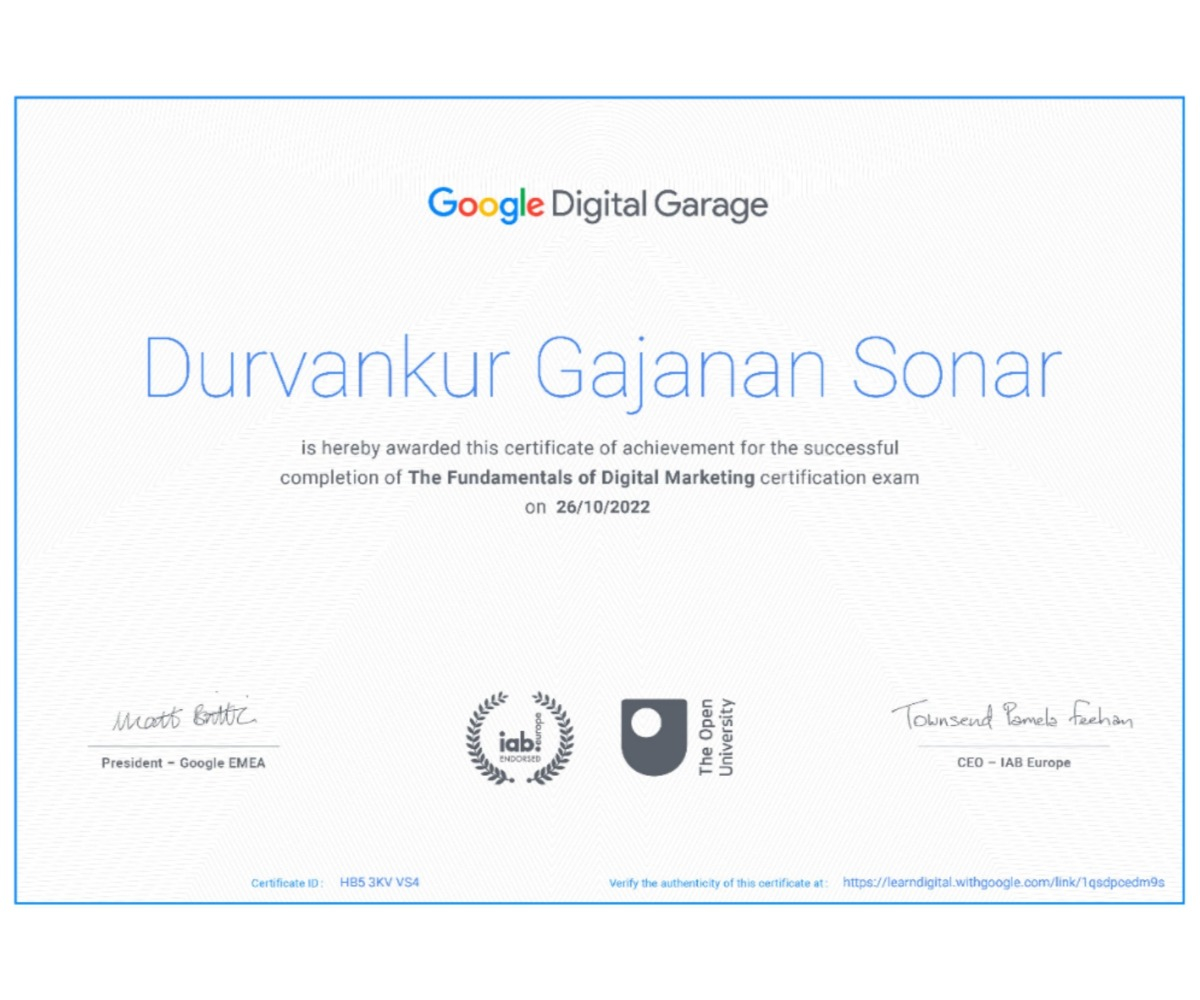 Google Digital Garage
Durvankur Gajanan Sonar
is hereby awarded this certificate of achievement for the successful
completion of The Fundamentals of Digital Marketing certification exam
on 26/10/2022
Matt
President – Google EMEA
iab europe
ENDORSED
The Open
University
Townsend Pamela Feehan
CEO – IAB Europe
Certificate ID : HB5 3KV VS4
Verify the authenticity of this certificate at : https://learndigital.withgoogle.com/link/1qsdpcedm9s